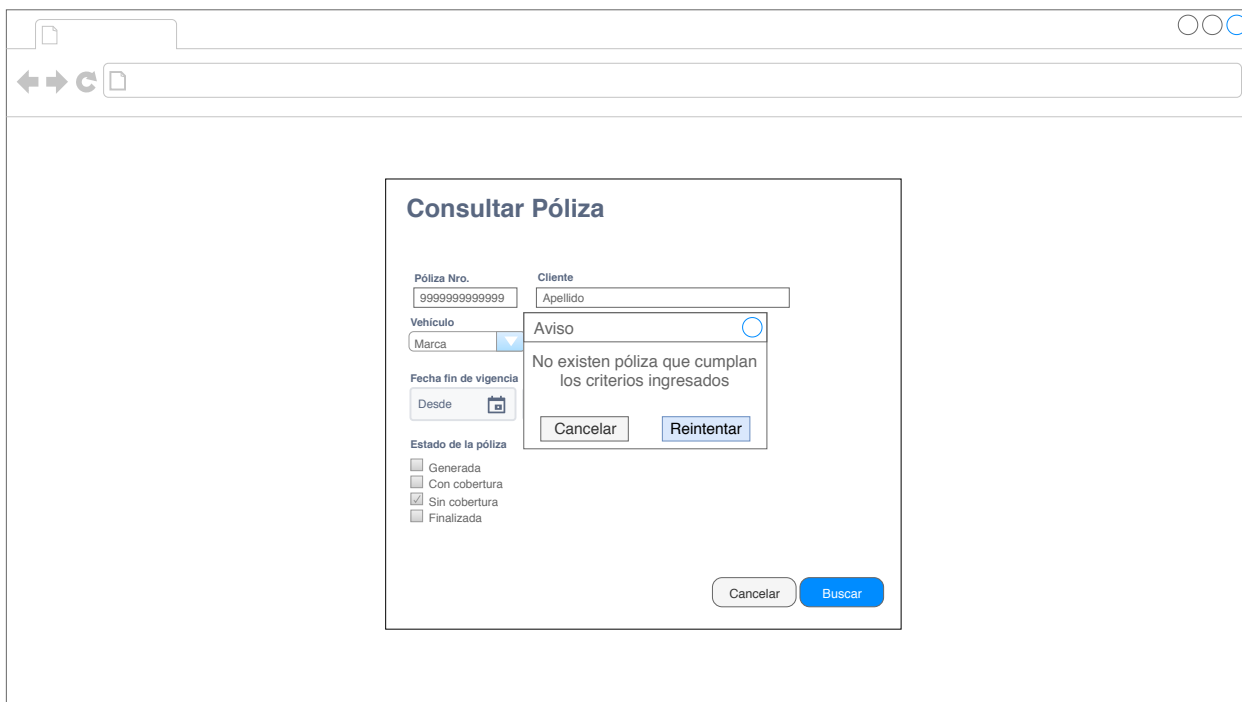 Consultar Póliza
Póliza Nro.
Cliente
9999999999999
Apellido
Vehículo
Marca
Aviso
No existen póliza que cumplan
los criterios ingresados
Cancelar
Reintentar
Fecha fin de vigencia
Desde
Estado de la póliza
Generada
Con cobertura
Sin cobertura
Finalizada
Cancelar
Buscar